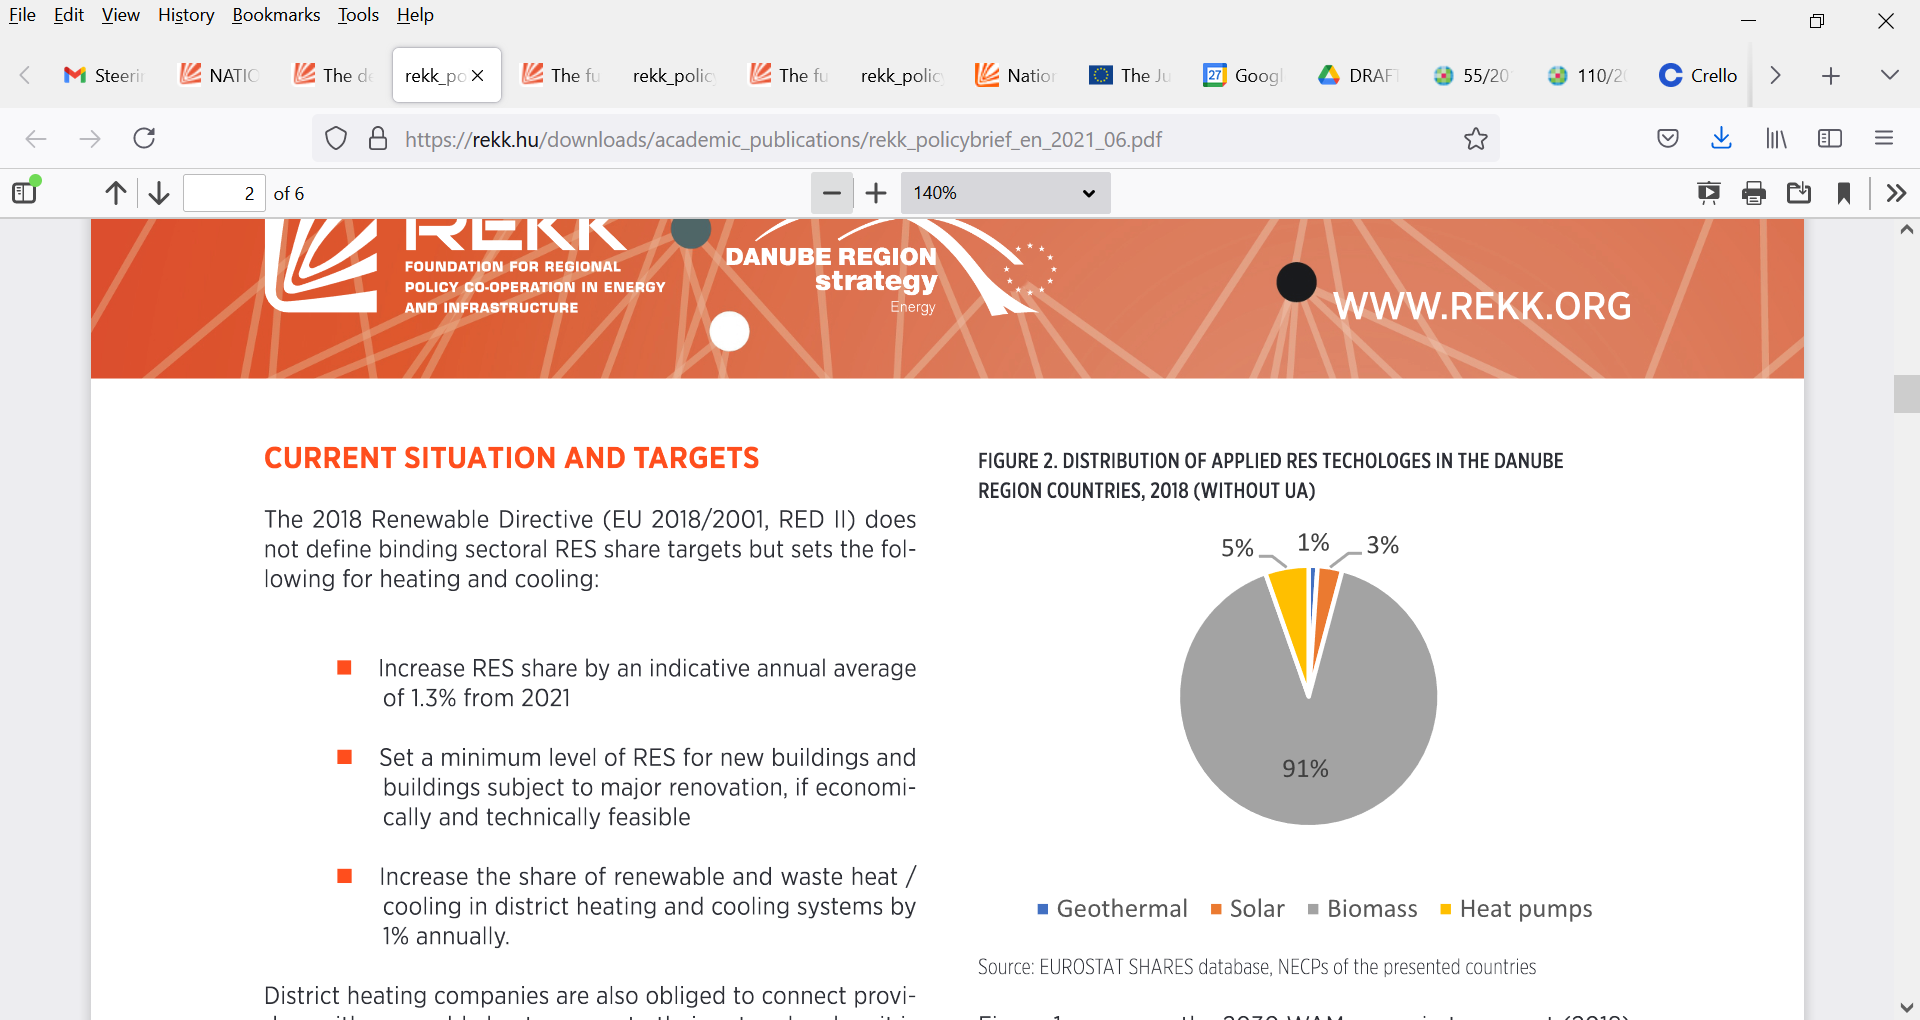 File Edit View History Bookmarks Tools Help
Steeri NATIC The de rekk_po The fu rekk_polic The fu rekk_polic Nation The Ju 27 Googl DRAFT 55/20 110/2 Crello
https://rekk.hu/downloads/academic_publications/rekk_policybrief_en_2021_06.pdf
2 of 6 140%
REKK
FOUNDATION FOR REGIONAL
POLICY CO-OPERATION IN ENERGY
AND INFRASTRUCTURE
DANUBE REGION
strategy
Energy
WWW.REKK.ORG
CURRENT SITUATION AND TARGETS
The 2018 Renewable Directive (EU 2018/2001, RED II) does
not define binding sectoral RES share targets but sets the fol-
lowing for heating and cooling:
Increase RES share by an indicative annual average
of 1.3% from 2021
Set a minimum level of RES for new buildings and
buildings subject to major renovation, if economi-
cally and technically feasible
Increase the share of renewable and waste heat /
cooling in district heating and cooling systems by
1% annually.
District heating companies are also obliged to connect provi-
FIGURE 2. DISTRIBUTION OF APPLIED RES TECHOLOGES IN THE DANUBE
REGION COUNTRIES, 2018 (WITHOUT UA)
5% 1% 3%
91%
Geothermal Solar Biomass Heat pumps
Source: EUROSTAT SHARES database, NECPs of the presented countries